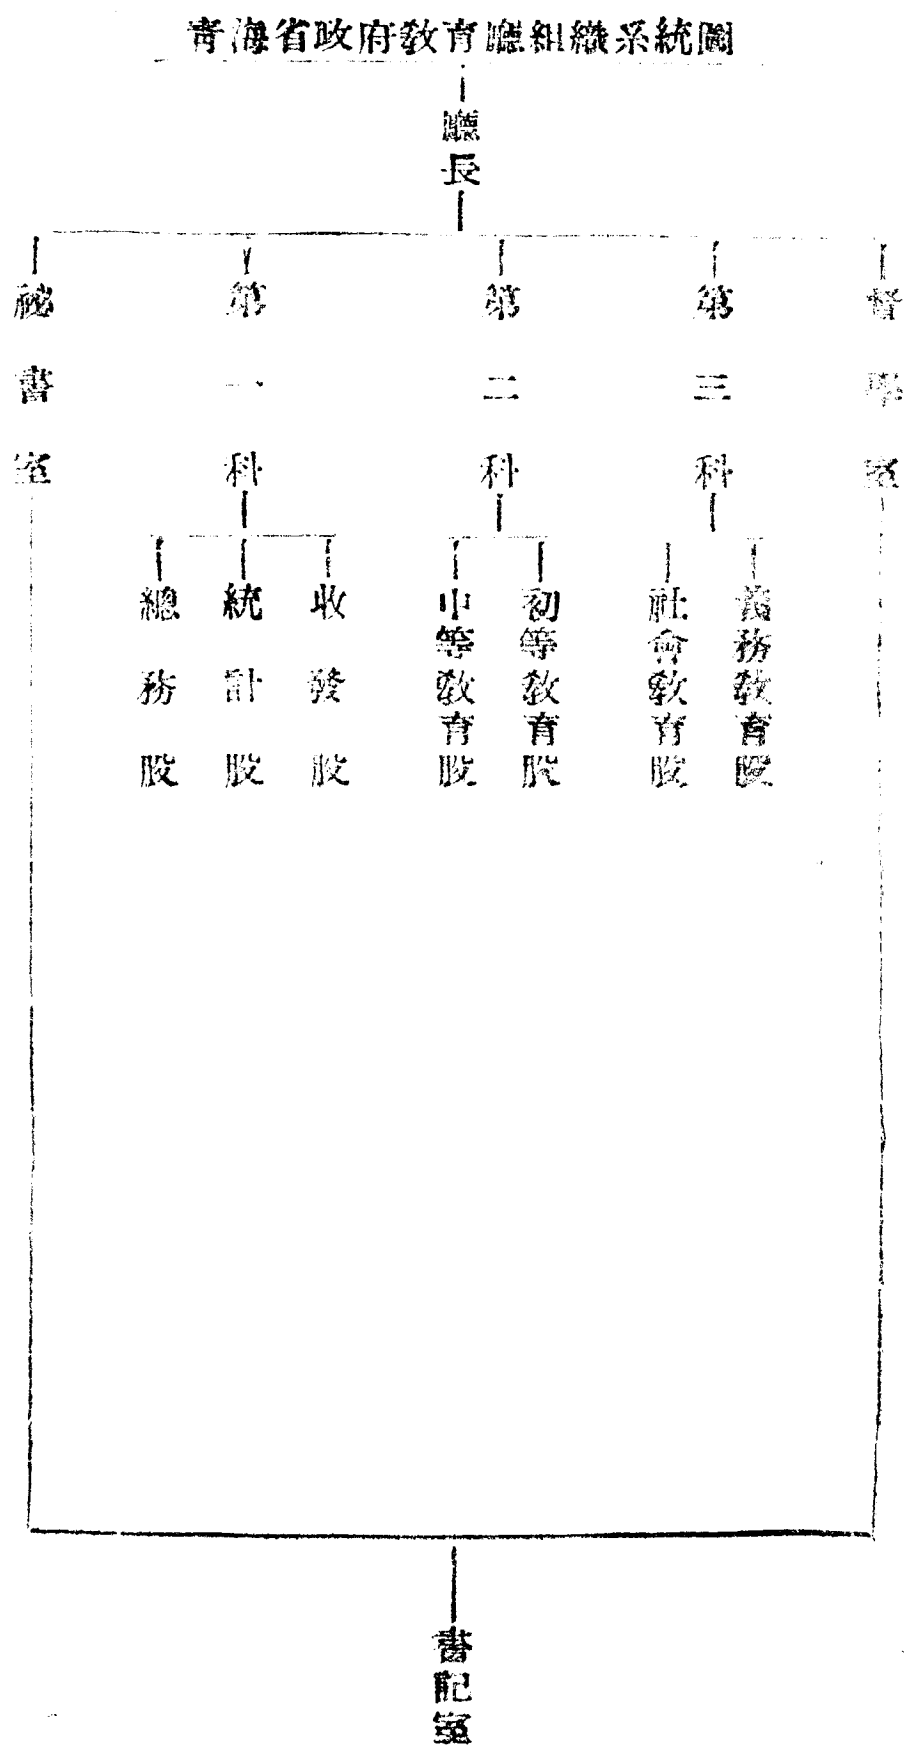 青海省政府教育廳組織系統圖
廳長
秘書室
第一科
第二科
第三科
督學室
總務股
統計股
收發股
中等教育股
初等教育股
社會教育股
義務教育股
書記室